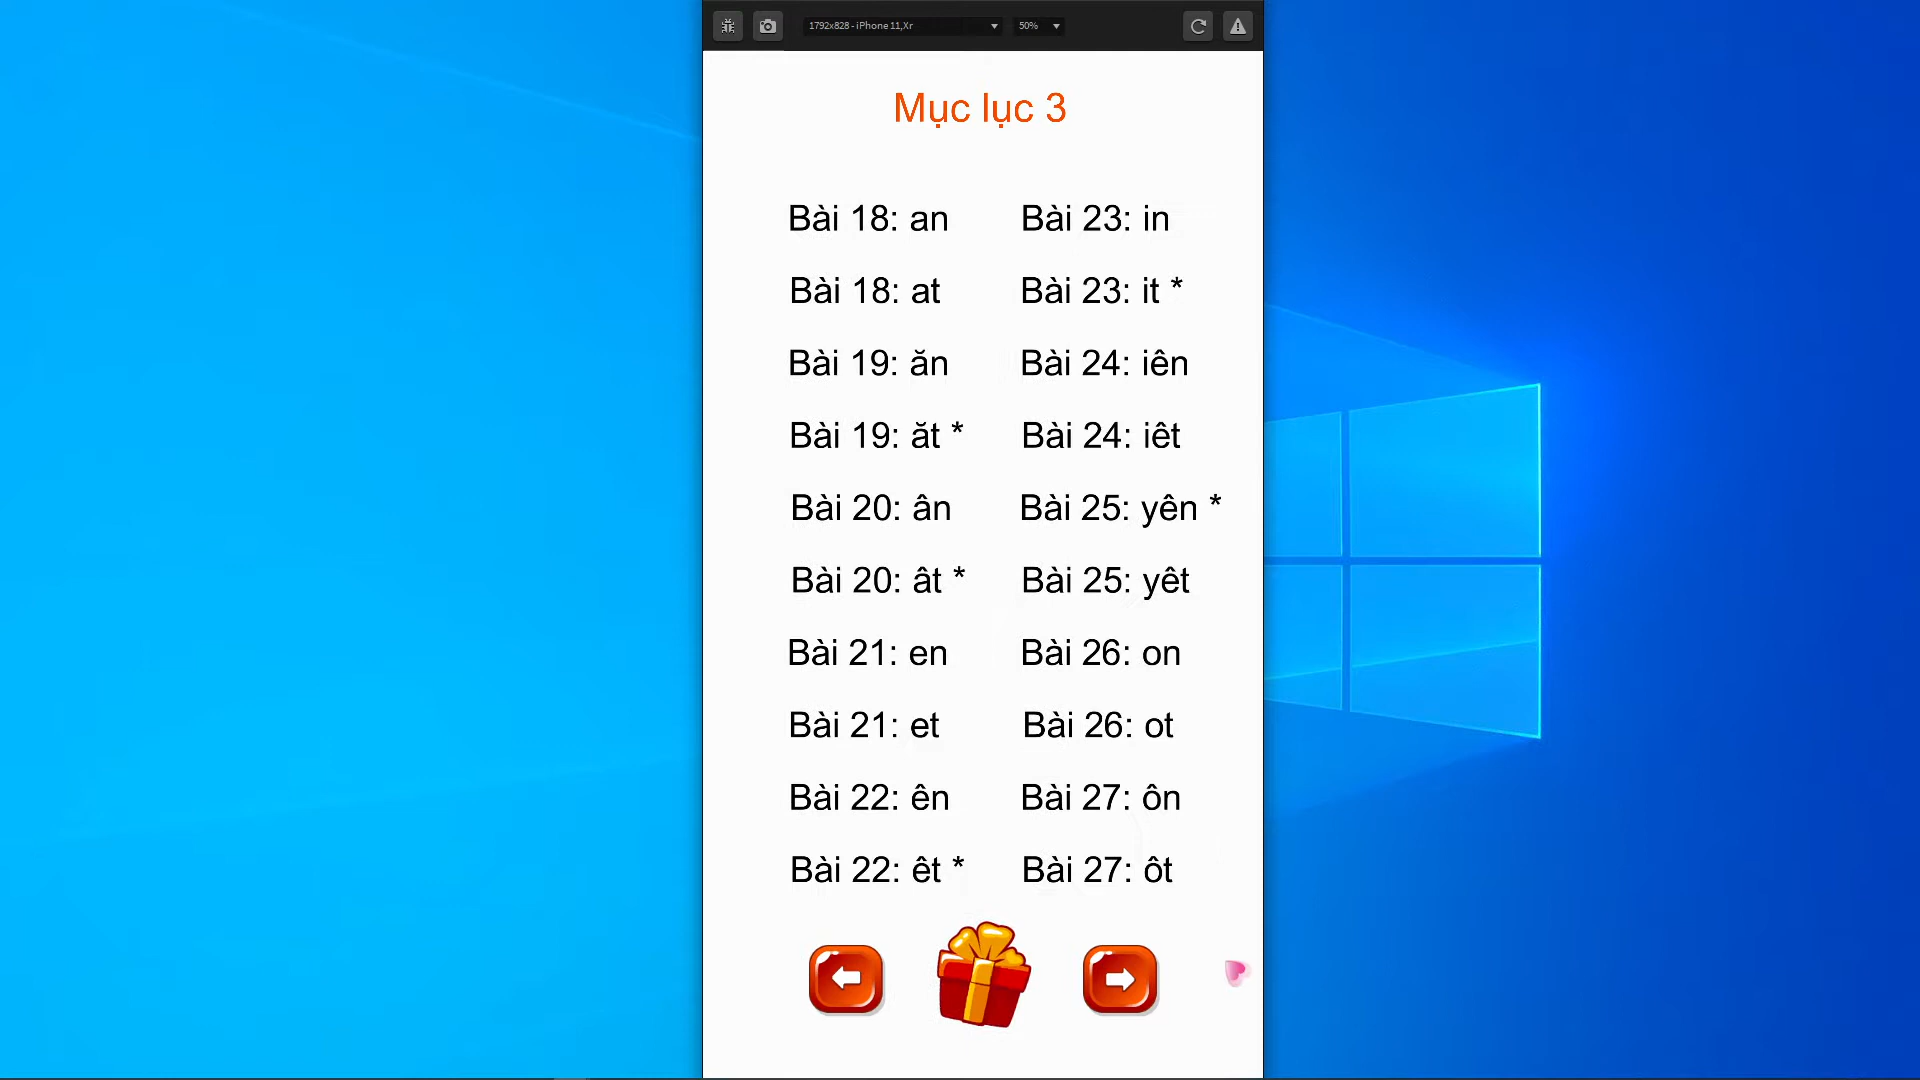 1792x828 - iPhone 11,Xr 50%
Mục lục 3
Bài 18: an
Bài 18: at
Bài 19: ăn
Bài 19: ăt *
Bài 20: ân
Bài 20: ât *
Bài 21: en
Bài 21: et
Bài 22: ên
Bài 22: êt *
Bài 23: in
Bài 23: it *
Bài 24: iên
Bài 24: iêt
Bài 25: yên *
Bài 25: yêt
Bài 26: on
Bài 26: ot
Bài 27: ôn
Bài 27: ôt